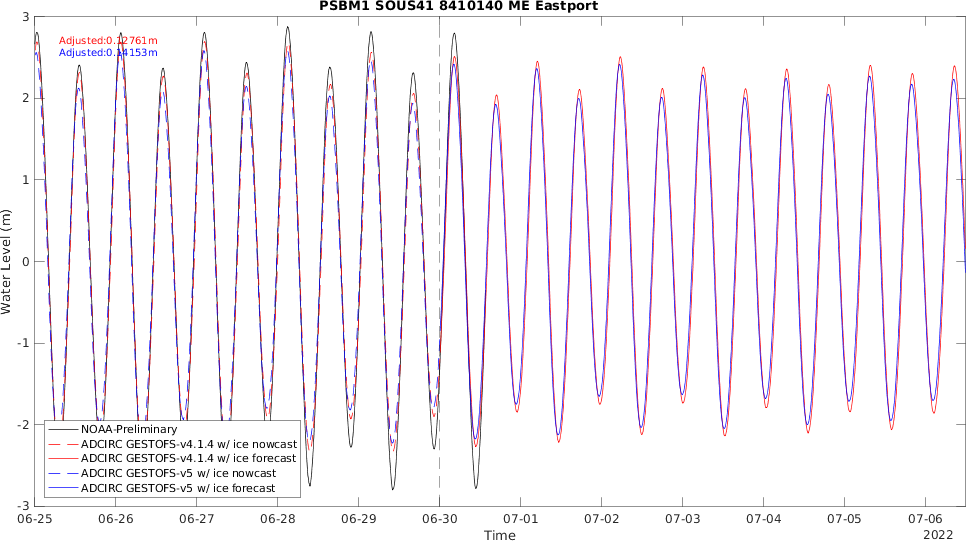 PSBM1 SOUS41 8410140 ME Eastport
3
Adjusted:0.12761m
Adjusted:0.14153m
2
1
0
-1
-2
-3
Water Level (m)
NOAA-Preliminary
ADCIRC GESTOFS-v4.1.4 w/ ice nowcast
ADCIRC GESTOFS-v4.1.4 w/ ice forecast
ADCIRC GESTOFS-v5 w/ ice nowcast
ADCIRC GESTOFS-v5 w/ ice forecast
06-25 06-26 06-27 06-28 06-29 06-30 07-01 07-02 07-03 07-04 07-05 07-06
Time
2022